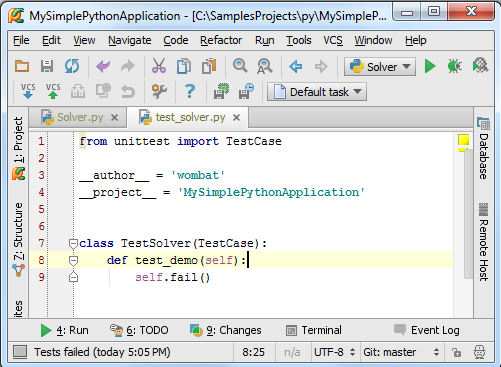 MySimplePythonApplication - [C:\SamplesProjects\py\MySimpleP...
File Edit View Navigate Code Refactor Run Tools VCS Window Help
Solver
VCS VCS Default task
Solver.py test_solver.py
1 from unittest import TestCase
2
3 __author__ = 'wombat'
4 __project__ = 'MySimplePythonApplication'
5
6
7 class TestSolver(TestCase):
8 def test_demo(self):
9 self.fail()
1: Project
Z: Structure
ites
Database
Remote Host
4: Run 6: TODO 9: Changes Terminal Event Log
Tests failed (today 5:05 PM) 8:25 n/a UTF-8 Git: master